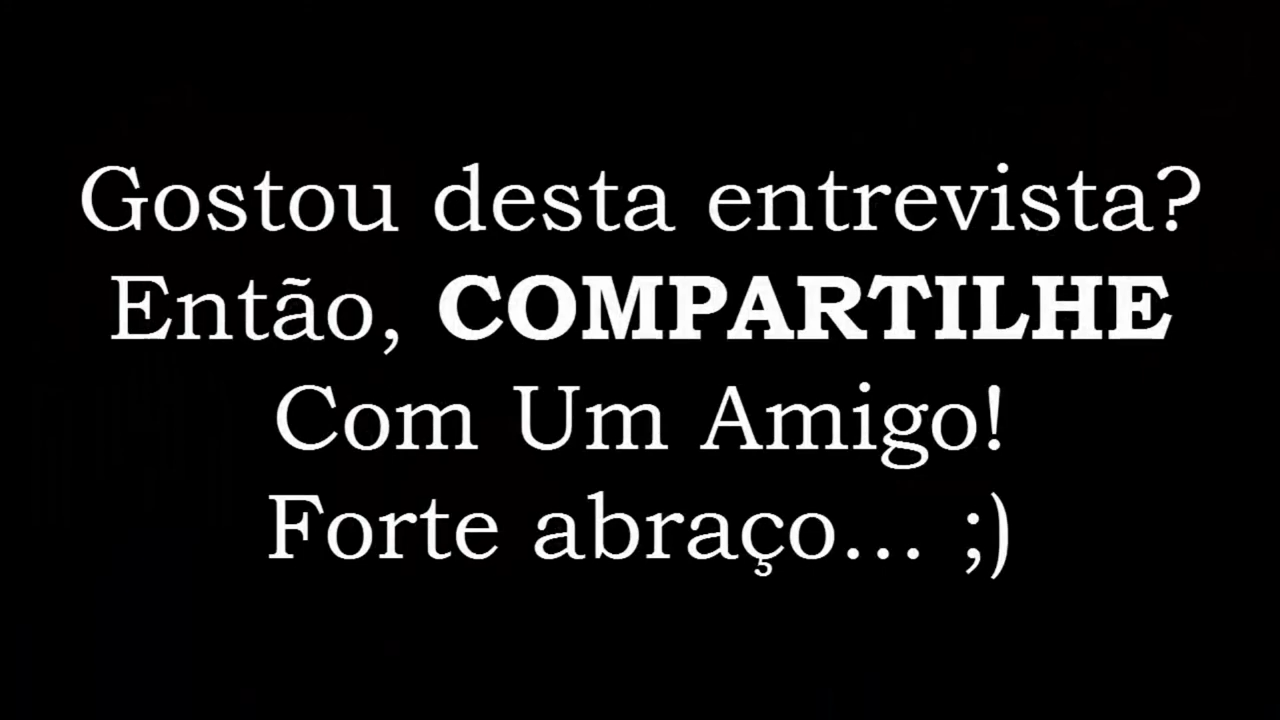 Gostou desta entrevista?
Então, COMPARTILHE
Com Um Amigo!
Forte abraço... ;)